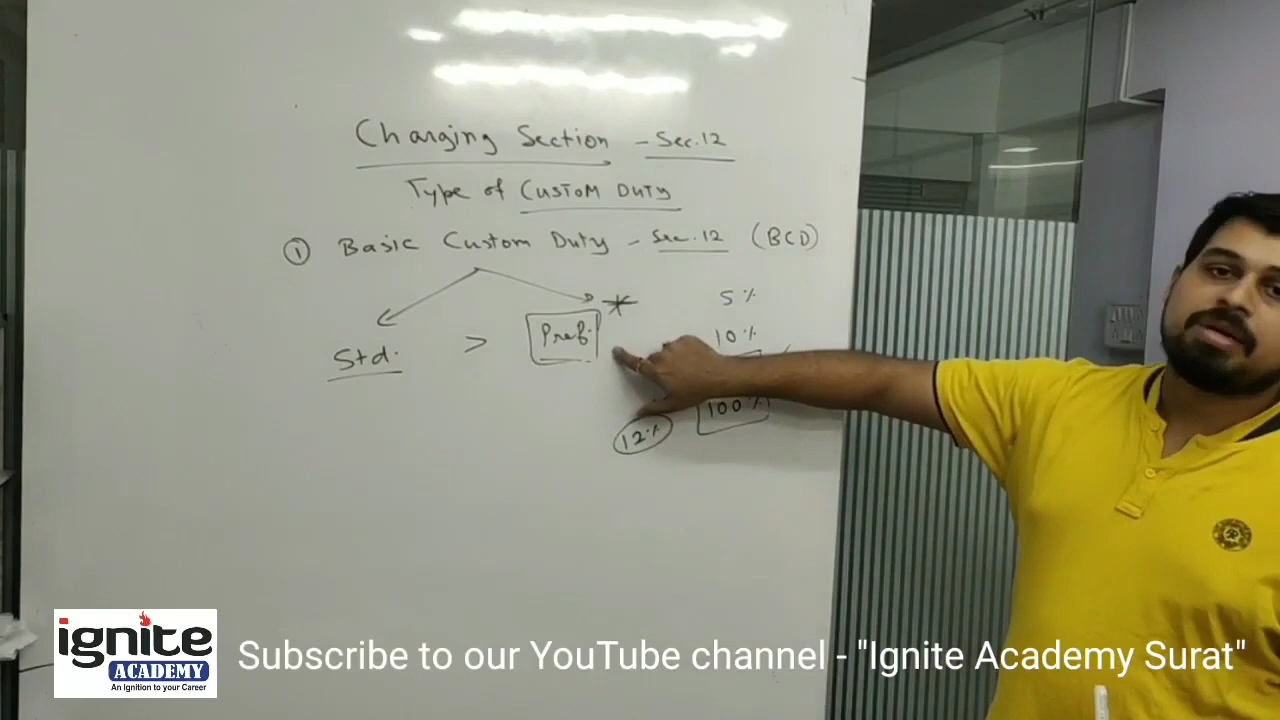 Changing Section - Sec.12
Type of Custom Duty
① Basic Custom Duty - Sec.12 (BCD)
Std. > Pref. *
5%
10%
100%
12%
ignite
ACADEMY
An Ignition to your Career
Subscribe to our YouTube channel - "Ignite Academy Surat"